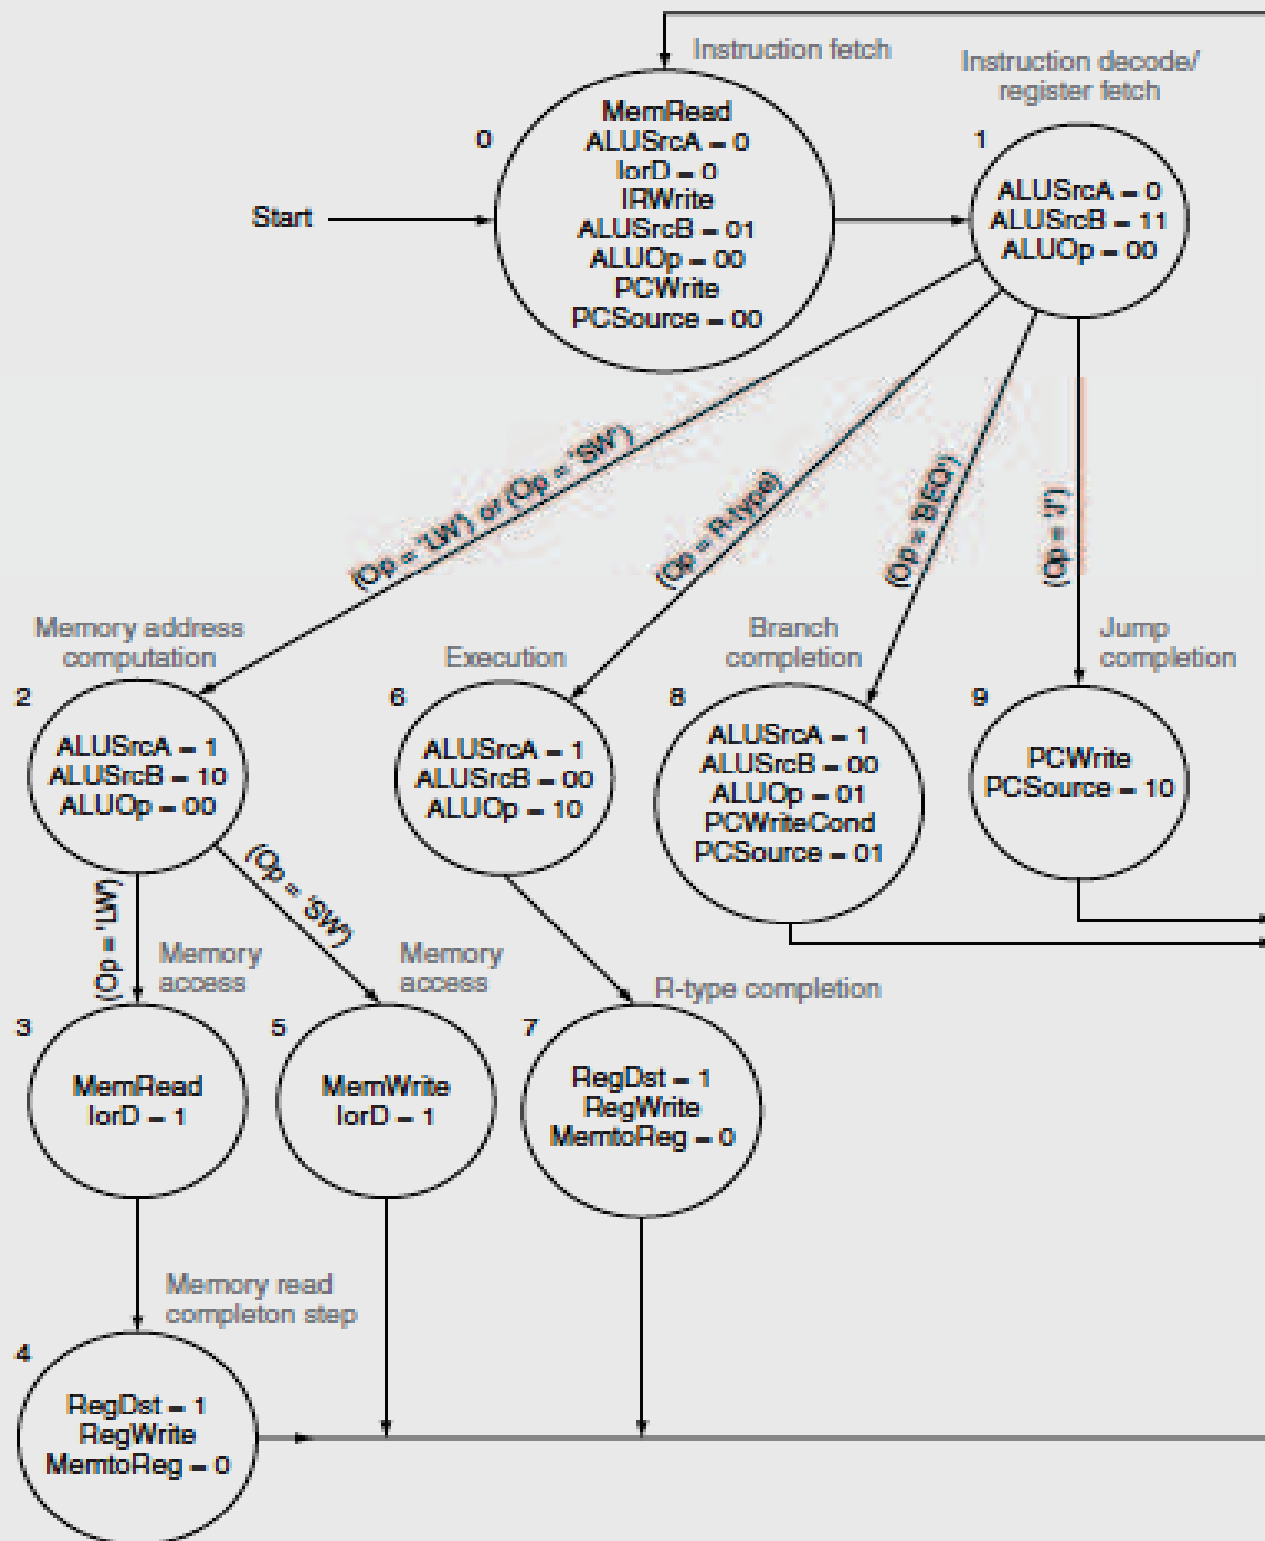 Instruction fetch
Instruction decode/
register fetch
0
MemRead
ALUSrcA = 0
IorD = 0
IRWrite
ALUSrcB = 01
ALUOp = 00
PCWrite
PCSource = 00
1
ALUSrcA = 0
ALUSrcB = 11
ALUOp = 00
Start
(Op = 'LW') or (Op = 'SW')
(Op = R-type)
(Op = 'BEQ')
(Op = 'J')
Memory address
computation
2
ALUSrcA = 1
ALUSrcB = 10
ALUOp = 00
Execution
6
ALUSrcA = 1
ALUSrcB = 00
ALUOp = 10
Branch
completion
8
ALUSrcA = 1
ALUSrcB = 00
ALUOp = 01
PCWriteCond
PCSource = 01
Jump
completion
9
PCWrite
PCSource = 10
(Op = 'LW')
(Op = 'SW')
Memory
access
3
MemRead
IorD = 1
Memory
access
5
MemWrite
IorD = 1
R-type completion
7
RegDst = 1
RegWrite
MemtoReg = 0
Memory read
completon step
4
RegDst = 1
RegWrite
MemtoReg = 0